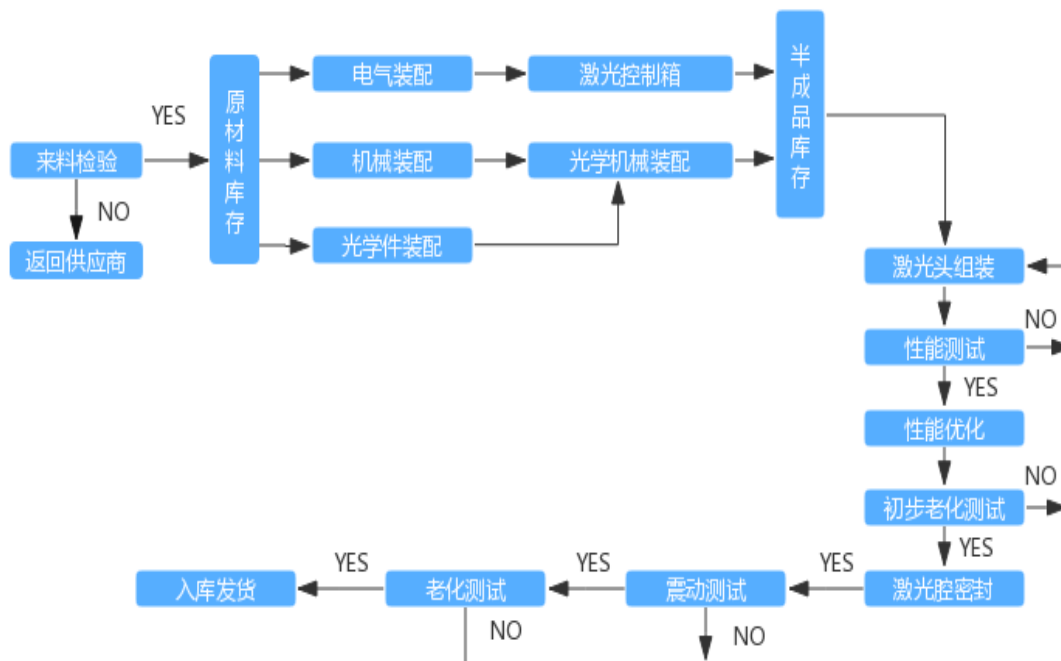 来料检验
YES
NO
返回供应商
原材料库存
电气装配
激光控制箱
机械装配
光学机械装配
光学件装配
半成品库存
激光头组装
性能测试
NO
YES
性能优化
初步老化测试
NO
YES
激光腔密封
YES
震动测试
NO
YES
老化测试
NO
YES
入库发货